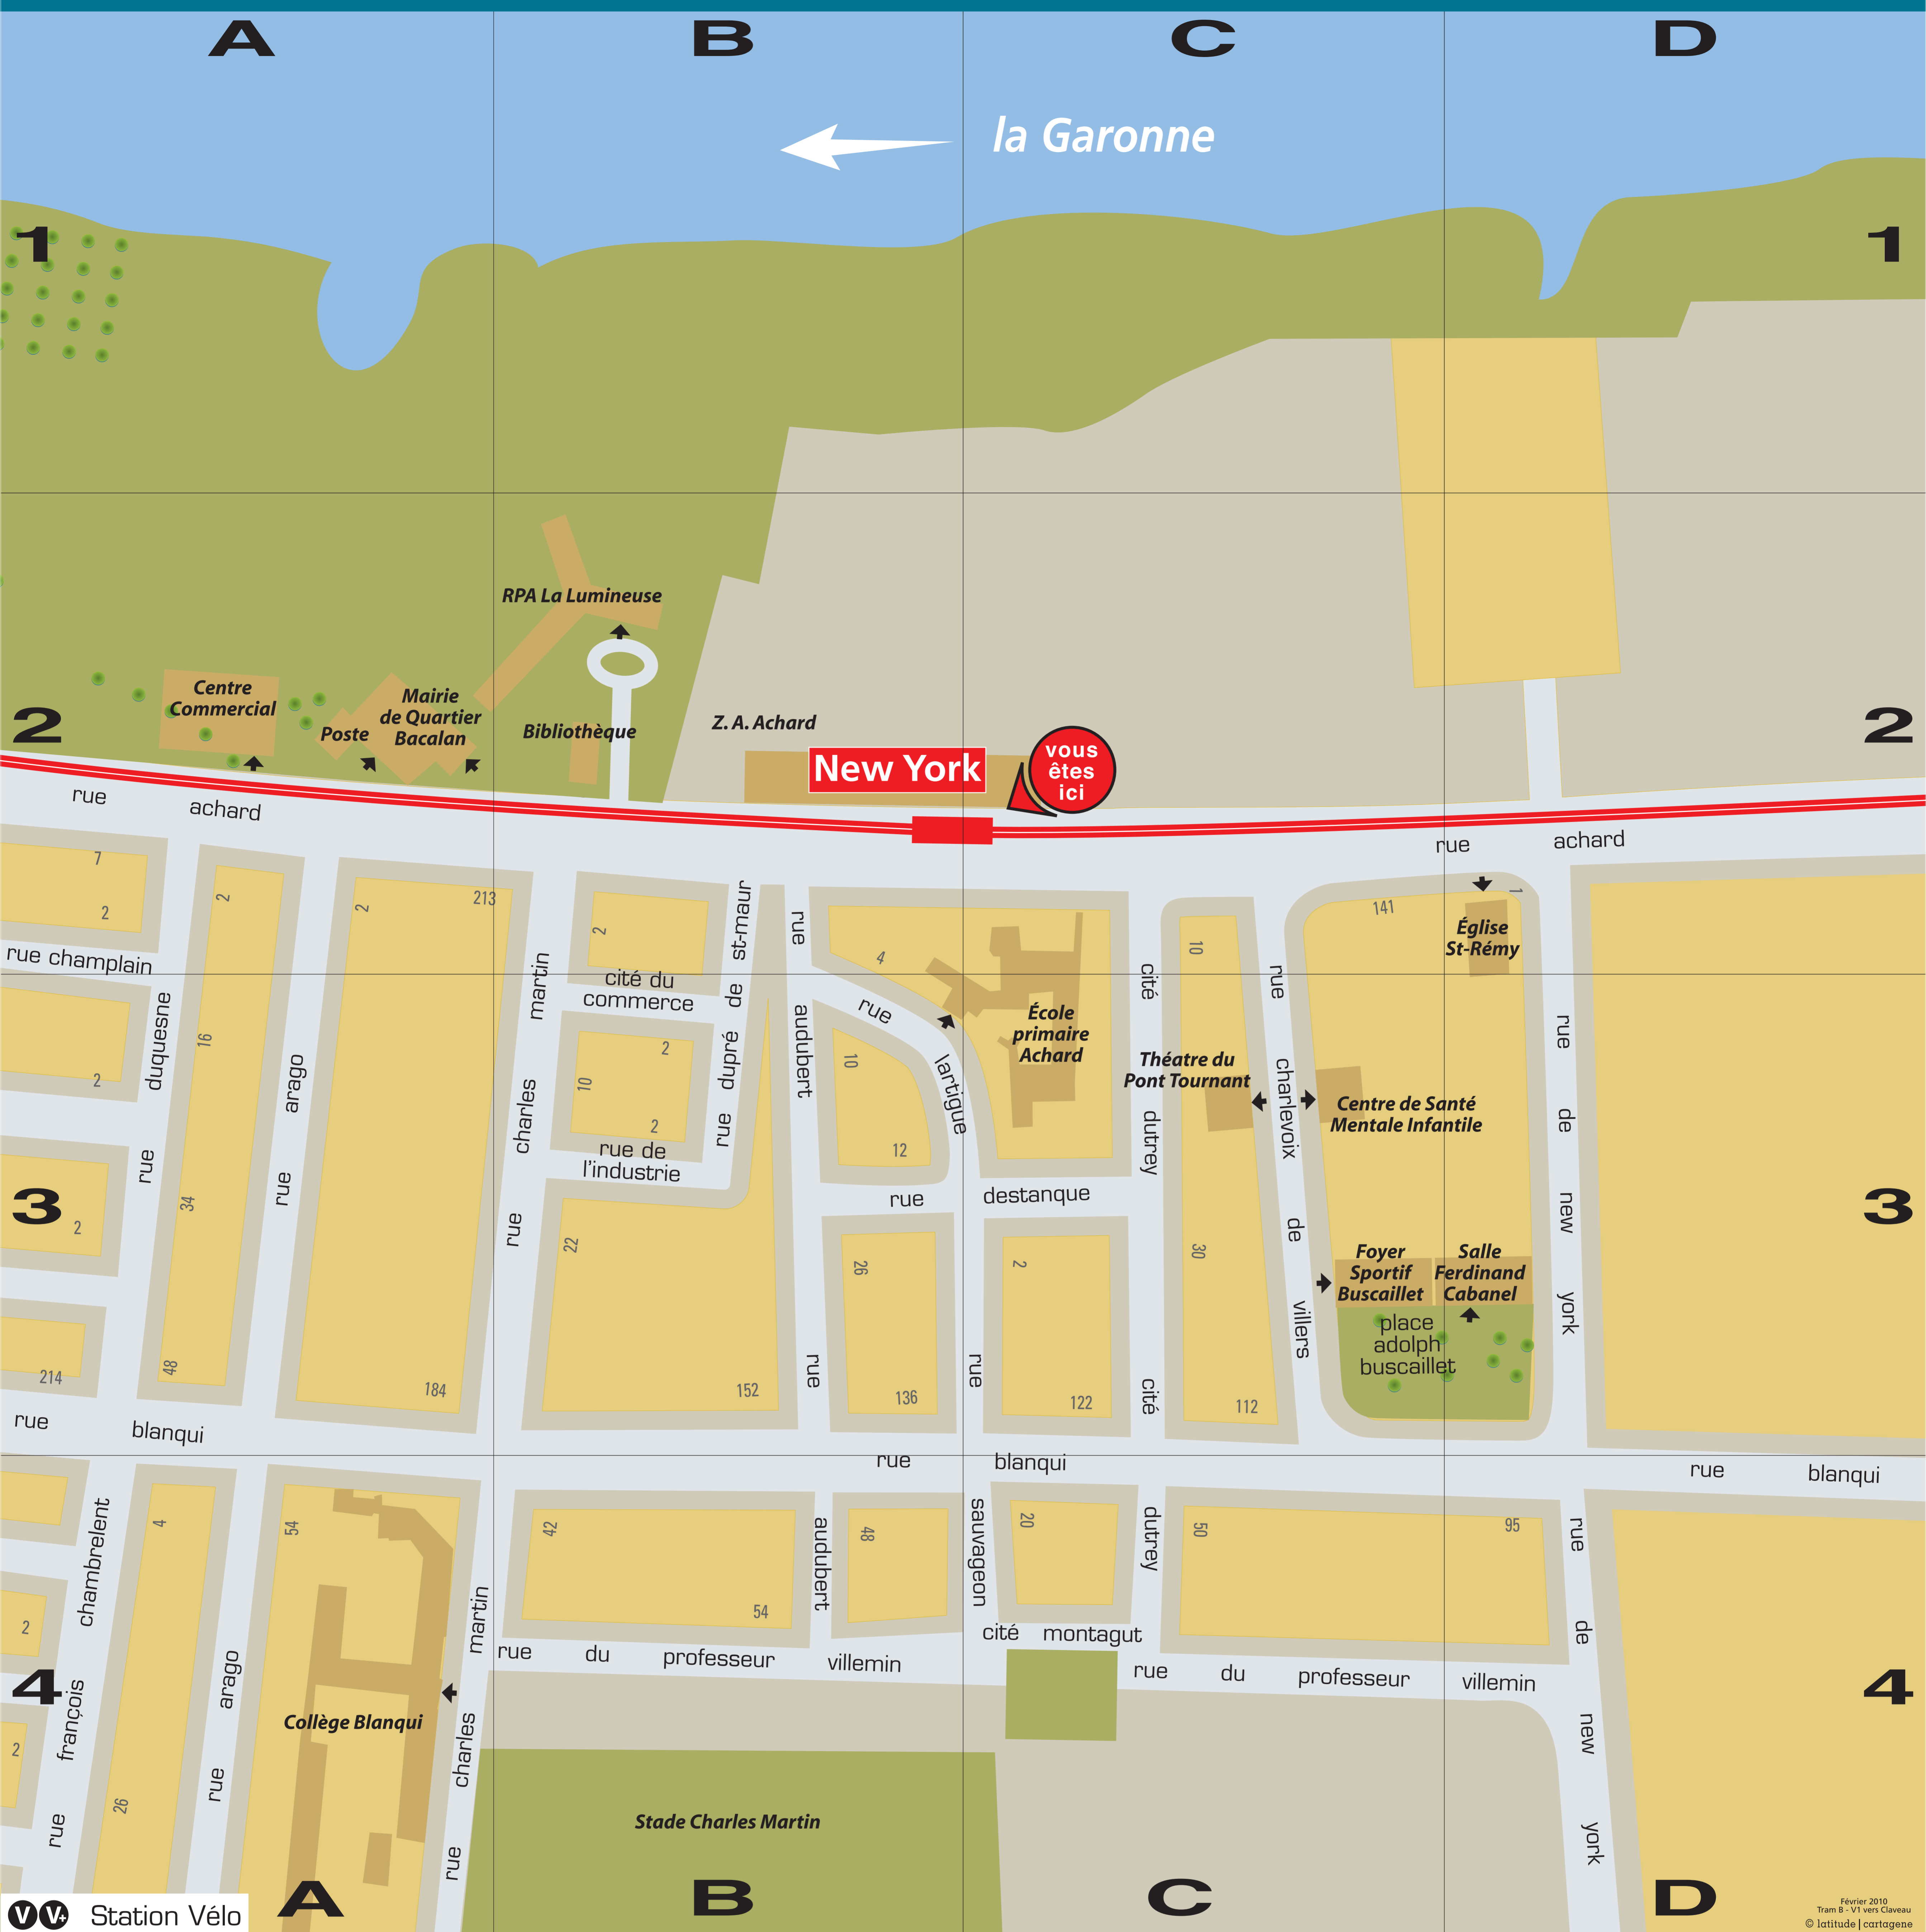 A B C D
la Garonne
1 1
RPA La Lumineuse
Centre
Commercial
Poste
Mairie
de Quartier
Bacalan
Bibliothèque
Z. A. Achard
2 2
New York
vous
êtes
ici
rue achard
rue achard
7
2
2
2
213
2
4
10
141
1
Église
St-Rémy
rue champlain
cité du
commerce
rue dupré de st-maur
rue audubert
rue lartigue
École
primaire
Achard
cité dutrey
Théatre du
Pont Tournant
rue charlevoix de villers
Centre de Santé
Mentale Infantile
rue de new york
rue duquesne
rue arago
rue charles martin
2
16
2
10
2
10
12
rue de
l'industrie
rue destanque
3 3
34
2
22
26
2
30
Foyer
Sportif
Buscaillet
Salle
Ferdinand
Cabanel
place
adolph
buscaillet
214
48
184
152
rue
136
rue
122
cité
112
rue blanqui
rue blanqui
rue blanqui
4
54
42
48
20
50
95
rue françois chambrelent
audubert
sauvageon
dutrey
rue de new york
2
54
cité montagut
rue du professeur villemin
rue du professeur villemin
4 4
rue arago
rue charles martin
Collège Blanqui
2
26
Stade Charles Martin
A B C D
V V+ Station Vélo
Février 2010
Tram B - V1 vers Claveau
© latitude | cartagene